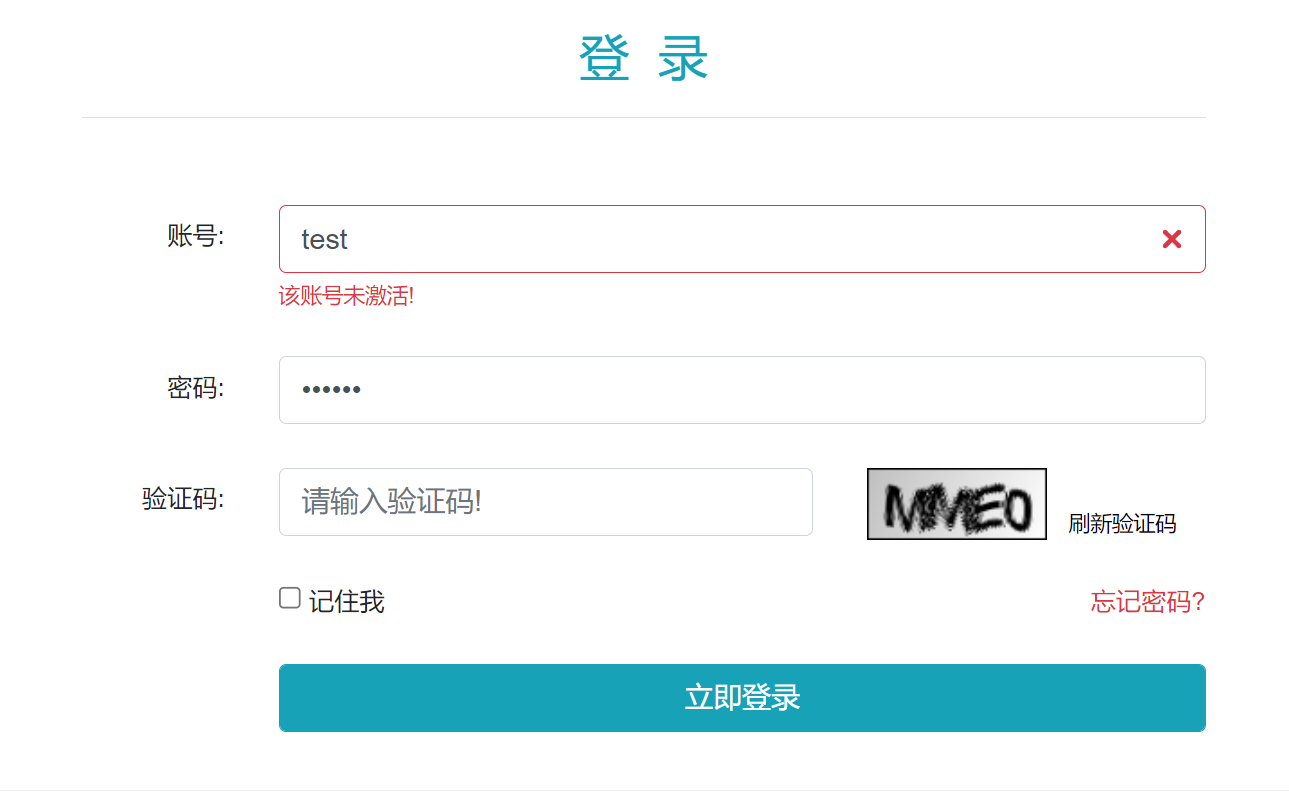 登 录
账号:
test
该账号未激活!
密码:
••••••
验证码:
请输入验证码!
刷新验证码
记住我
忘记密码?
立即登录